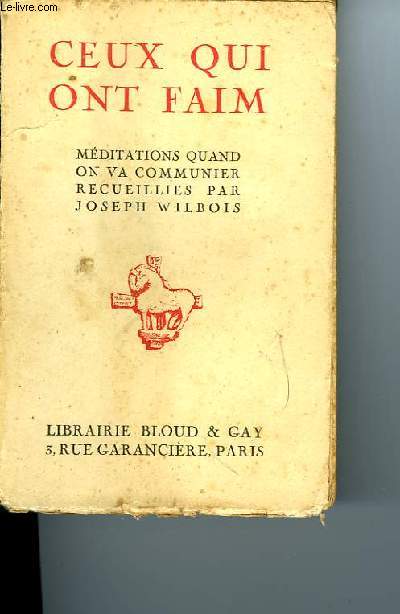 Le-livre.com
CEUX QUI
ONT FAIM
MÉDITATIONS QUAND
ON VA COMMUNIER
RECUEILLIES PAR
JOSEPH WILBOIS
LIBRAIRIE BLOUD & GAY
3, RUE GARANCIÈRE, PARIS